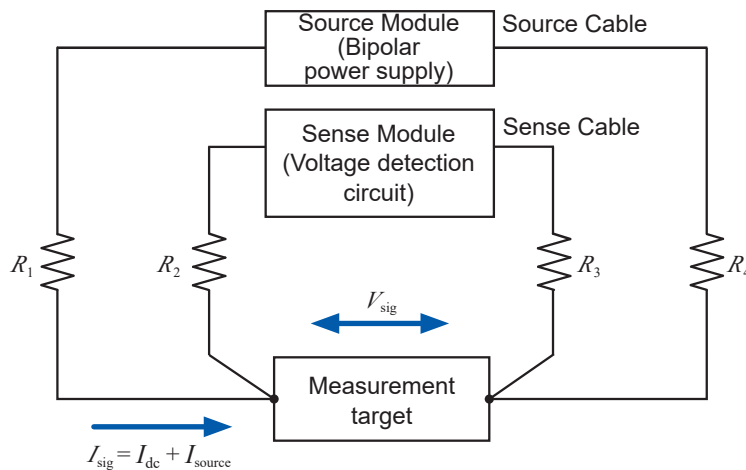 Source Module
(Bipolar
power supply)
Source Cable
Sense Module
(Voltage detection
circuit)
Sense Cable
R1
R2
R3
Vsig
Measurement
target
Isig = Idc + Isource